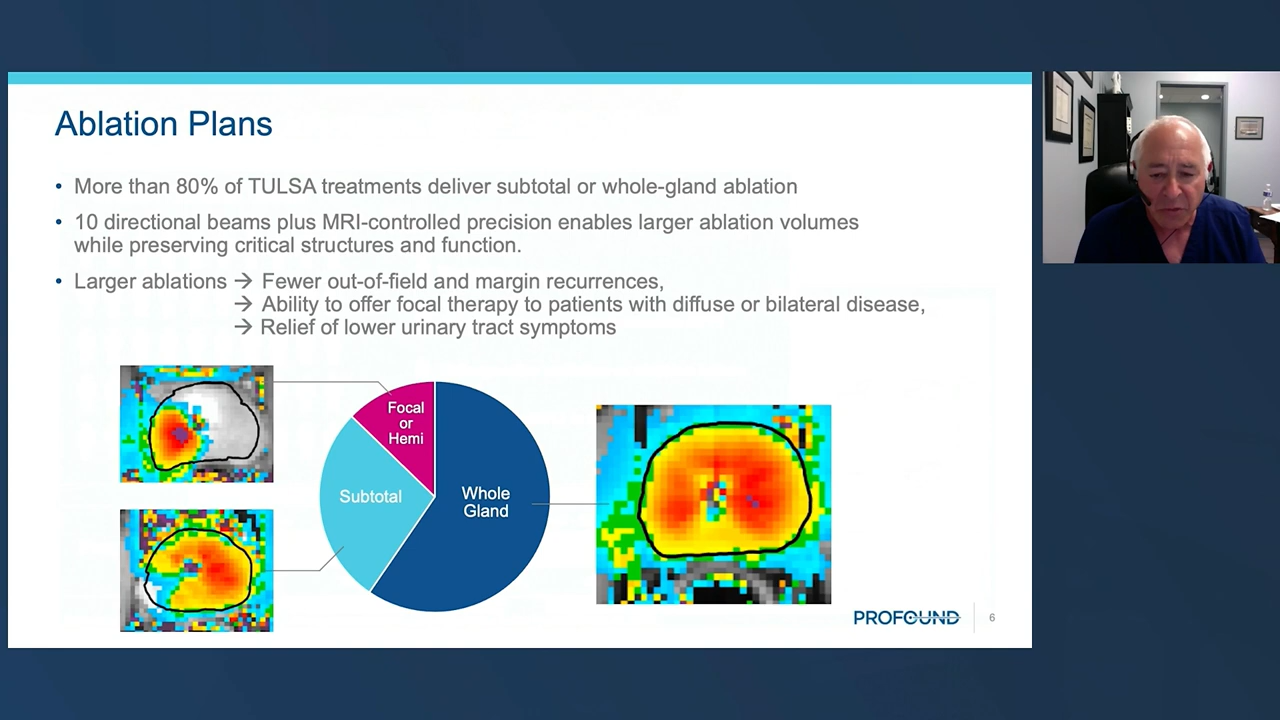 Ablation Plans
• More than 80% of TULSA treatments deliver subtotal or whole-gland ablation
• 10 directional beams plus MRI-controlled precision enables larger ablation volumes
while preserving critical structures and function.
• Larger ablations → Fewer out-of-field and margin recurrences,
→ Ability to offer focal therapy to patients with diffuse or bilateral disease,
→ Relief of lower urinary tract symptoms
Focal
or
Hemi
Subtotal
Whole
Gland
PROFOUND
6